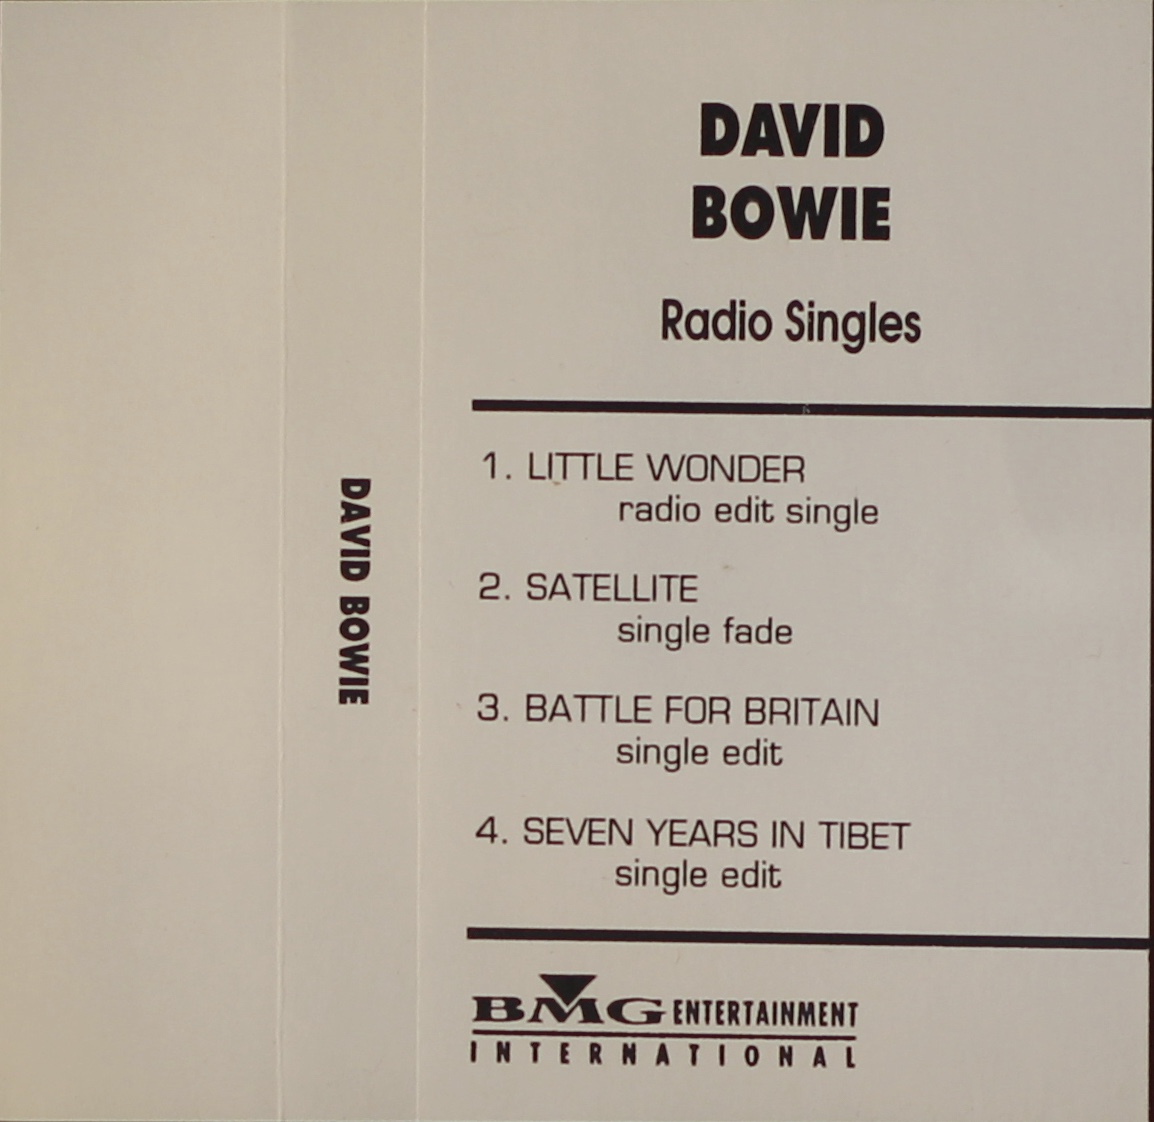 DAVID BOWIE
DAVID
BOWIE
Radio Singles
1. LITTLE WONDER
radio edit single
2. SATELLITE
single fade
3. BATTLE FOR BRITAIN
single edit
4. SEVEN YEARS IN TIBET
single edit
BMG ENTERTAINMENT
INTERNATIONAL